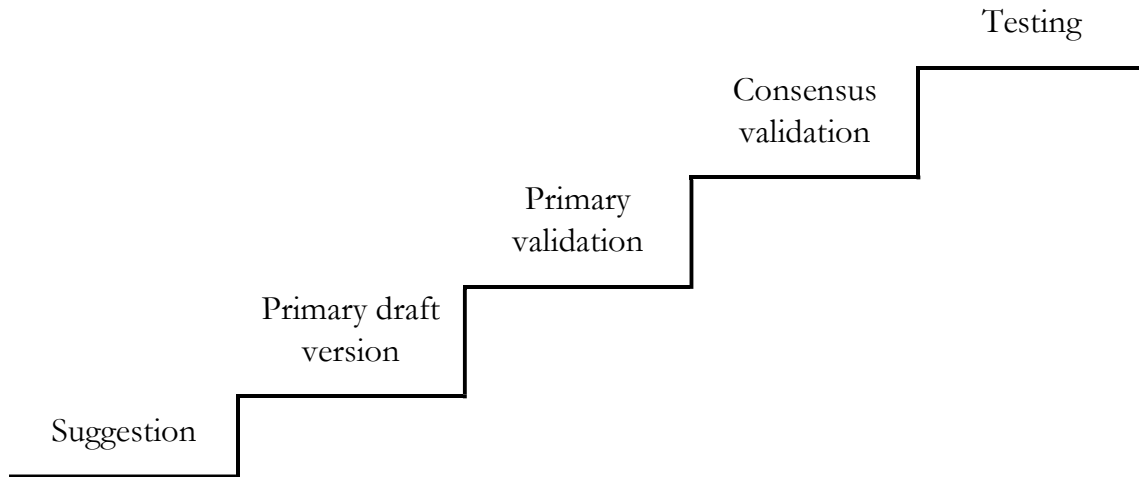 Testing
Consensus
validation
Primary
validation
Primary draft
version
Suggestion